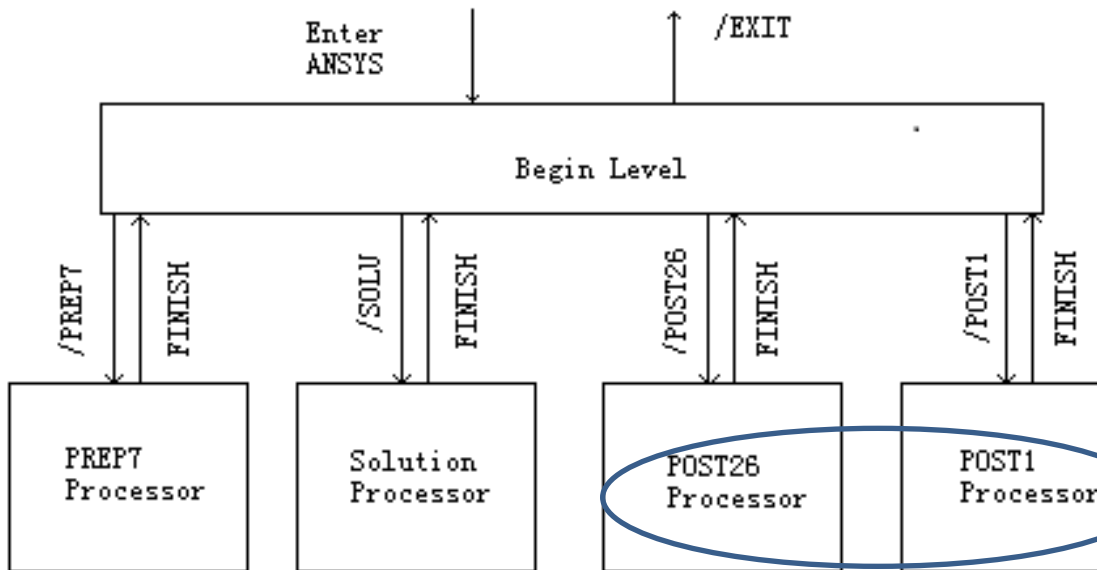 Enter
ANSYS
/EXIT
Begin Level
/PREP7
FINISH
/SOLU
FINISH
/POST26
FINISH
/POST1
FINISH
PREP7
Processor
Solution
Processor
POST26
Processor
POST1
Processor